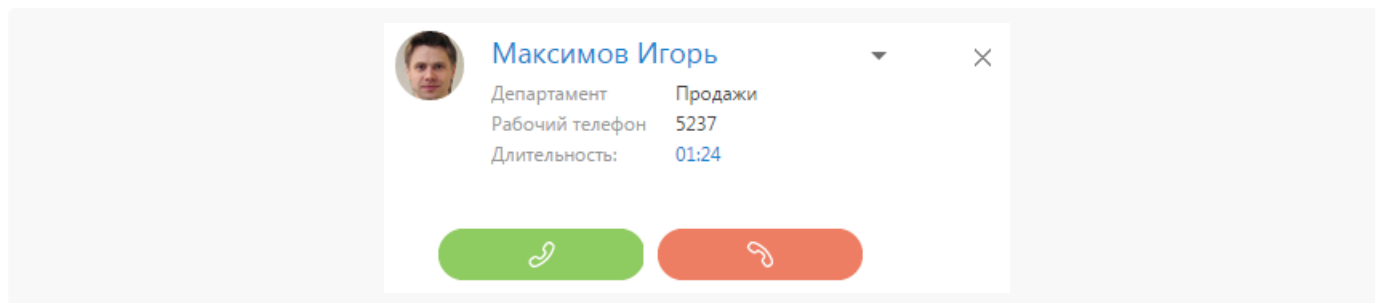 Максимов Игорь
Департамент Продажи
Рабочий телефон 5237
Длительность: 01:24